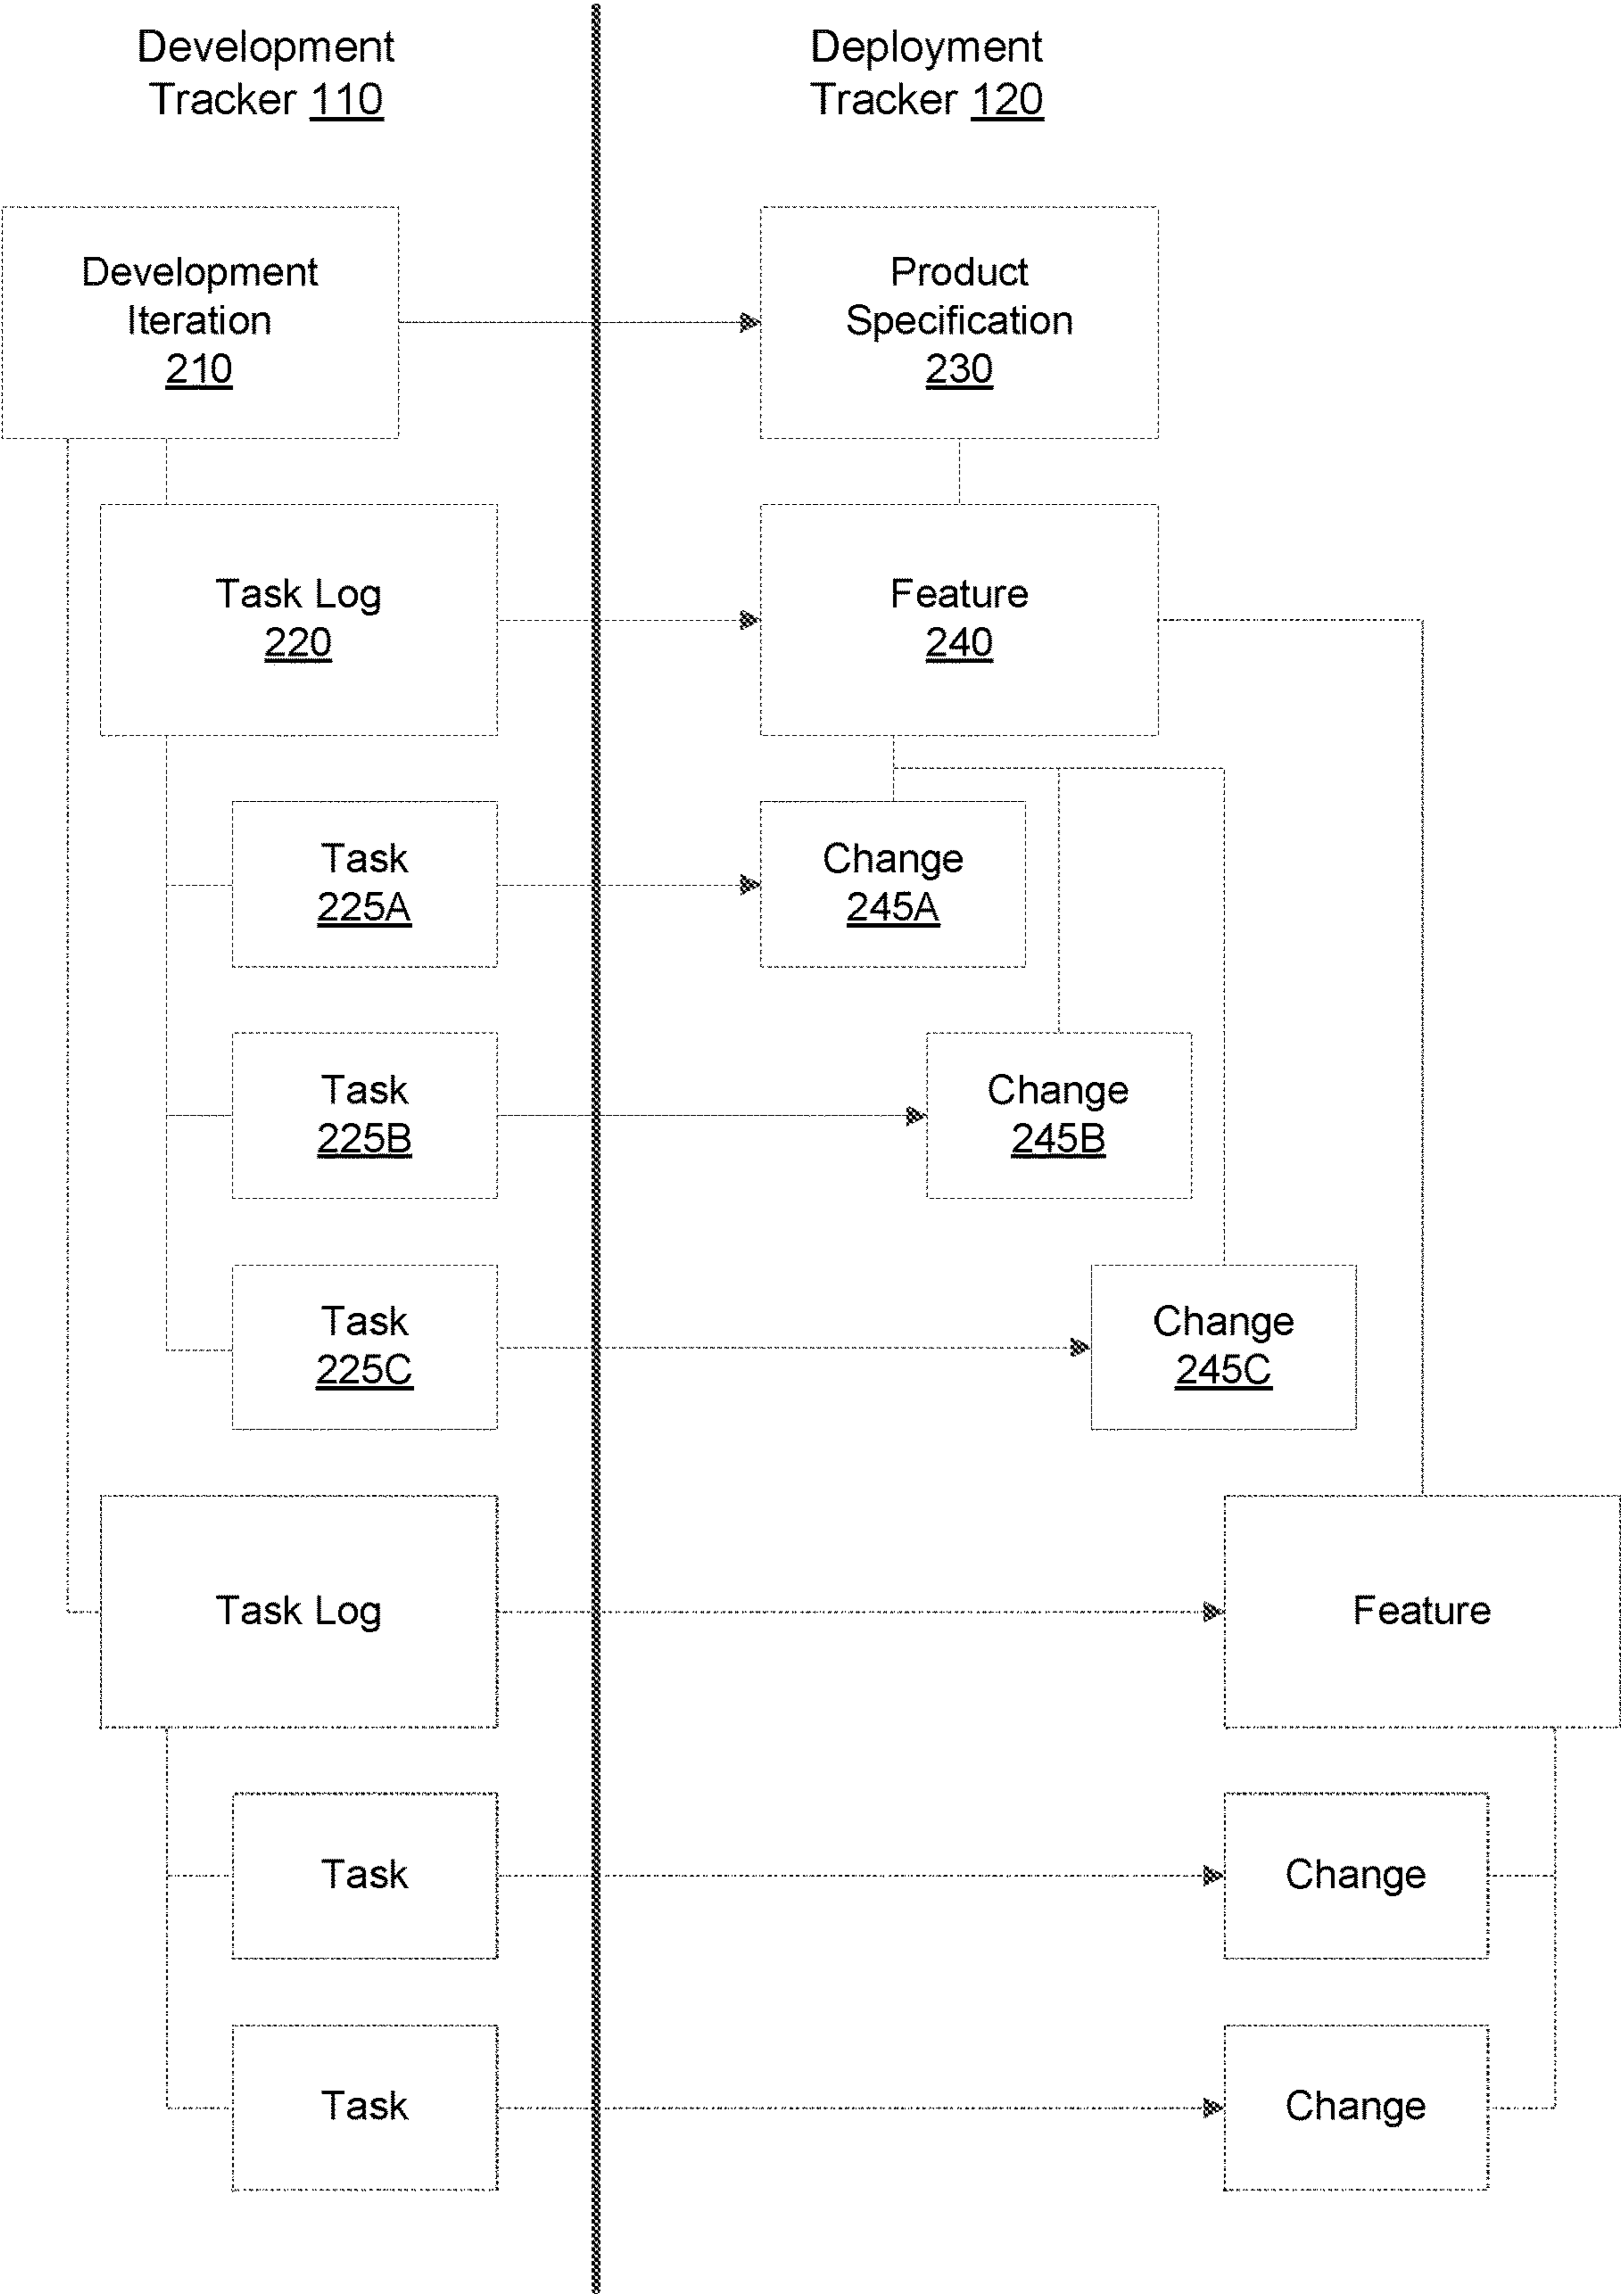 Development
Tracker 110
Deployment
Tracker 120
Development
Iteration
210
Product
Specification
230
Task Log
220
Feature
240
Task
225A
Change
245A
Task
225B
Change
245B
Task
225C
Change
245C
Task Log
Feature
Task
Change
Task
Change